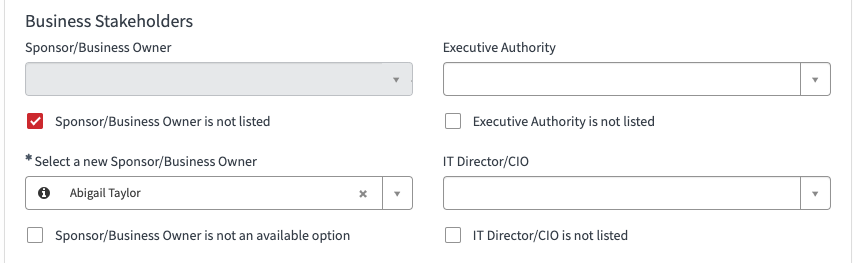 Business Stakeholders
Sponsor/Business Owner
Executive Authority
Sponsor/Business Owner is not listed
Executive Authority is not listed
* Select a new Sponsor/Business Owner
IT Director/CIO
Abigail Taylor
Sponsor/Business Owner is not an available option
IT Director/CIO is not listed